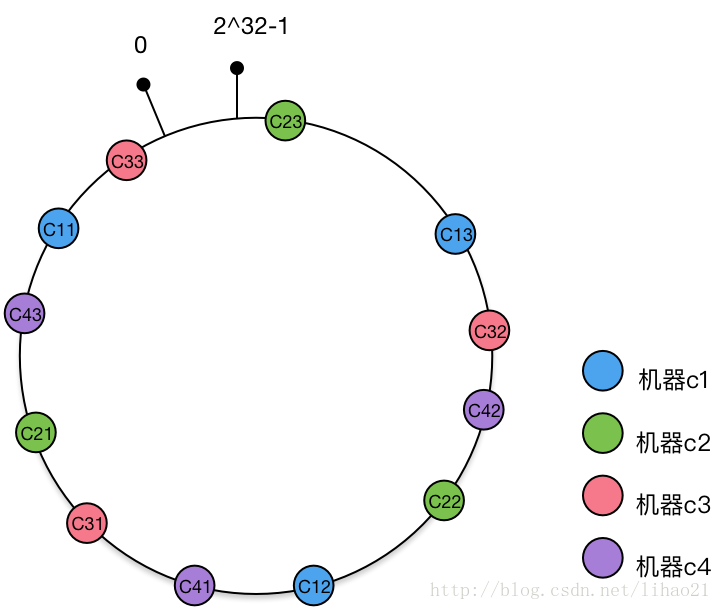 2^32-1
0
C23
C33
C11
C13
C43
C32
C42
C21
C22
C31
C41
C12
机器c1
机器c2
机器c3
机器c4
http://blog.csdn.net/lihao21